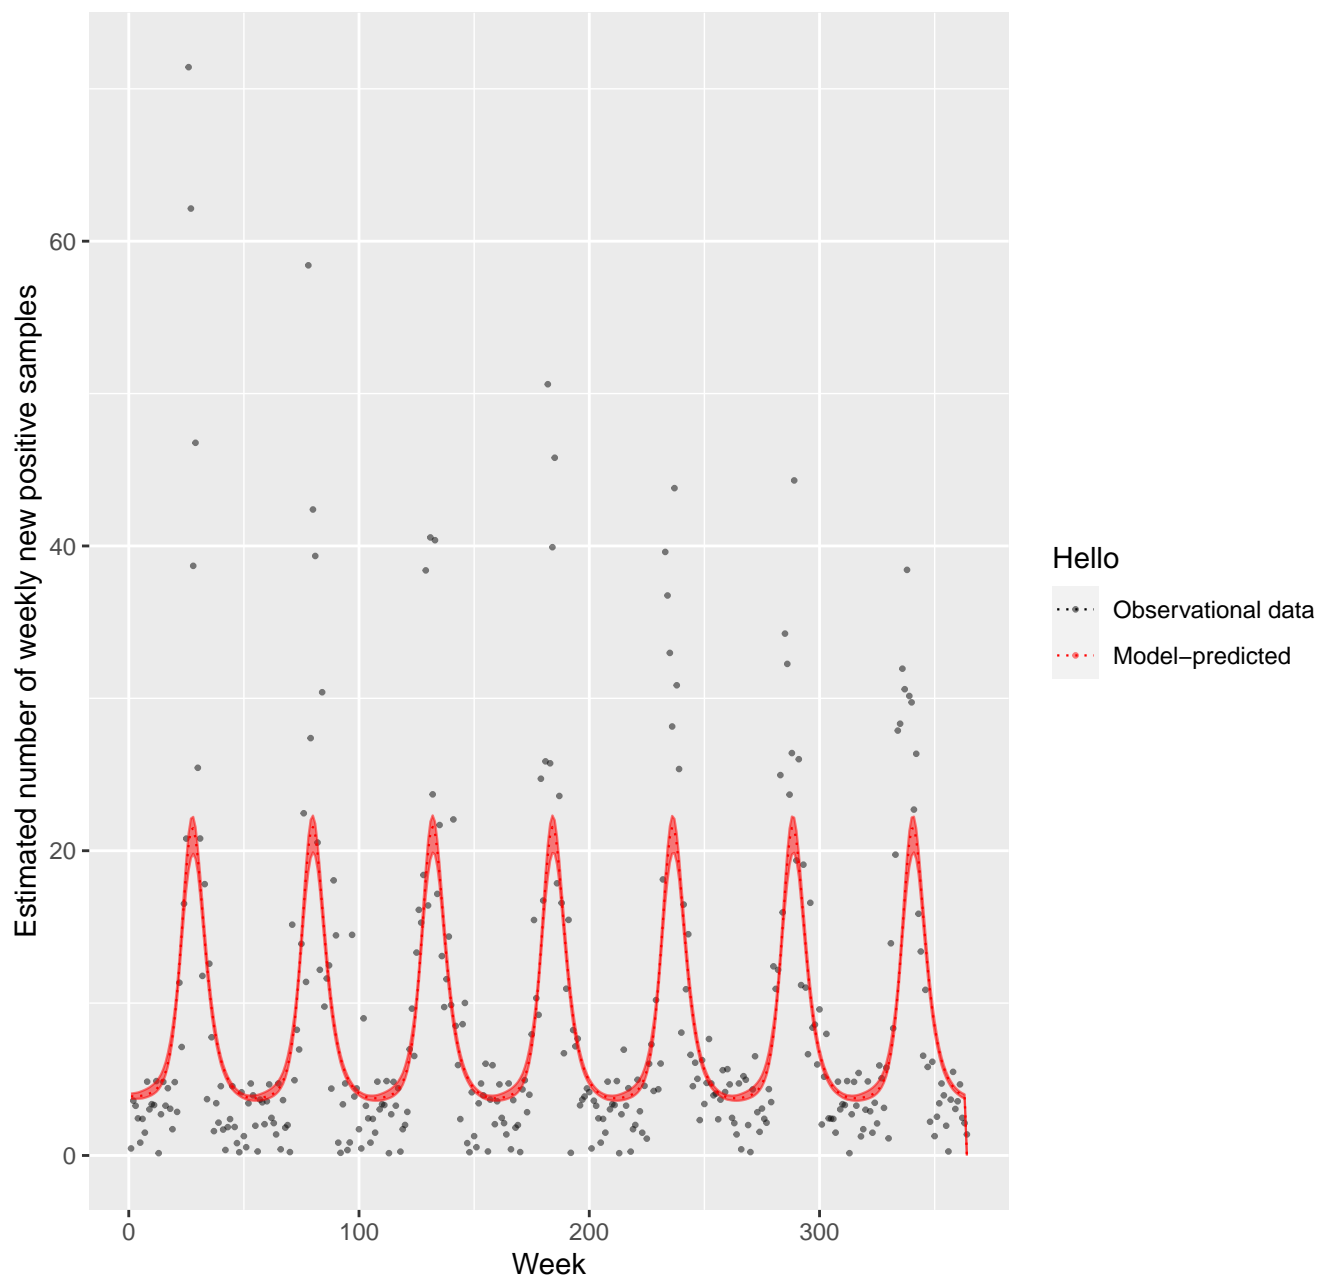 Estimated number of weekly new positive samples
60
40
20
0
0 100 200 300
Week
Hello
Observational data
Model−predicted